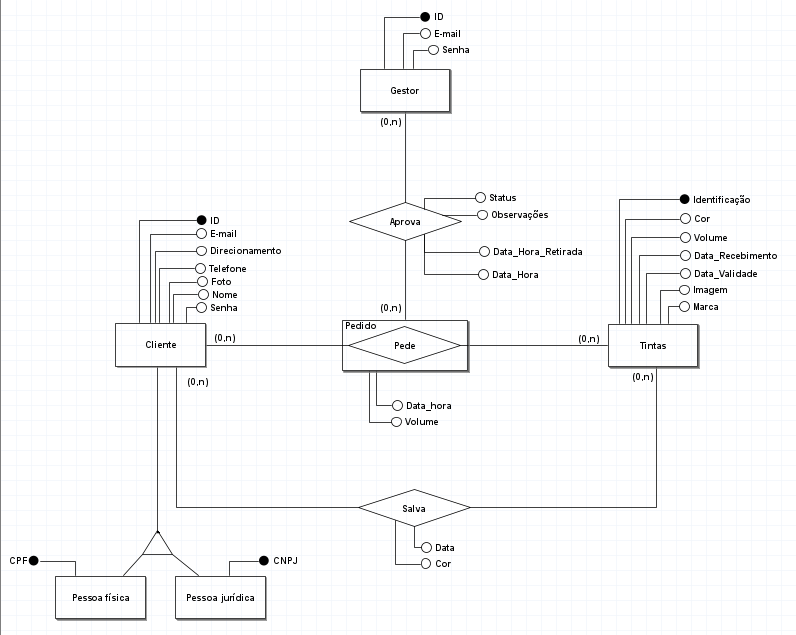 ID
E-mail
Senha
Gestor
(0,n)
Status
Observações
Aprova
Data_Hora_Retirada
Data_Hora
(0,n)
ID
E-mail
Direcionamento
Telefone
Foto
Nome
Senha
Cliente
(0,n)
(0,n)
Pedido
Pede
Data_hora
Volume
Identificação
Cor
Volume
Data_Recebimento
Data_Validade
Imagem
Marca
(0,n)
Tintas
(0,n)
Salva
Data
Cor
CPF
CNPJ
Pessoa física
Pessoa jurídica